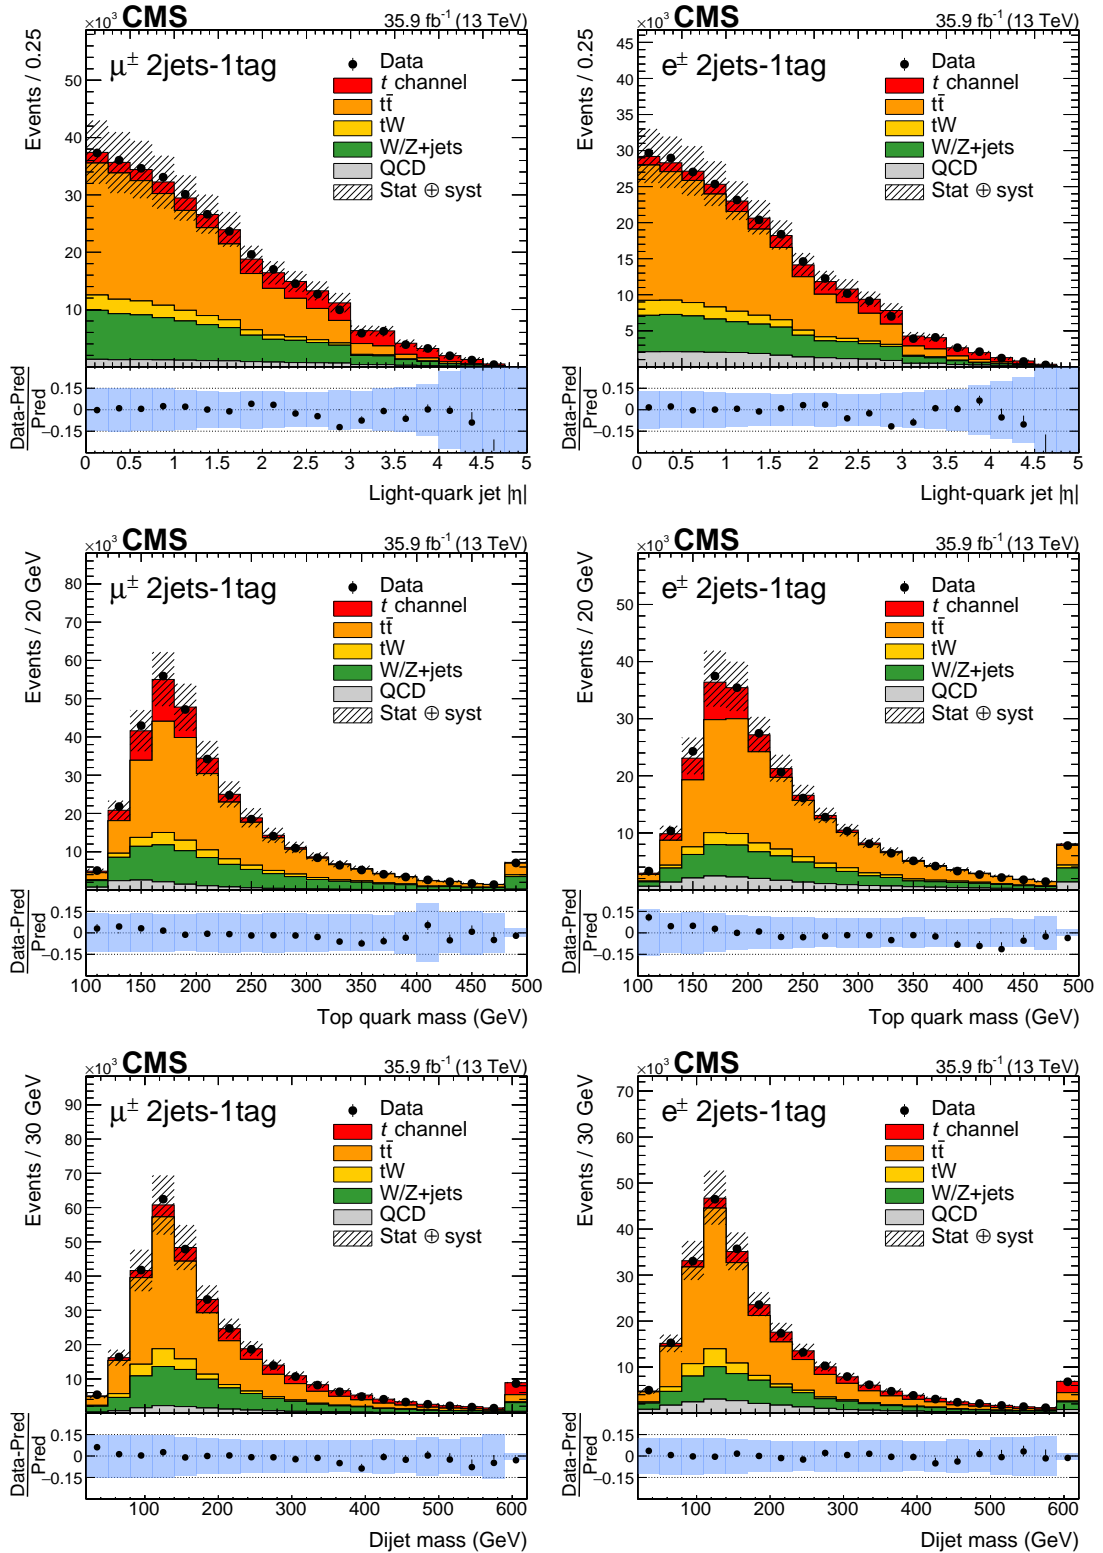 ×10³ CMS 35.9 fb⁻¹ (13 TeV)
Events / 0.25
μ± 2jets-1tag
Data
t channel
tt̄
tW
W/Z+jets
QCD
Stat ⊕ syst
50
40
30
20
10
Data-Pred
Pred
0.15
0
−0.15
0 0.5 1 1.5 2 2.5 3 3.5 4 4.5 5
Light-quark jet |η|
×10³ CMS 35.9 fb⁻¹ (13 TeV)
Events / 0.25
e± 2jets-1tag
Data
t channel
tt̄
tW
W/Z+jets
QCD
Stat ⊕ syst
45
40
35
30
25
20
15
10
5
Data-Pred
Pred
0.15
0
−0.15
0 0.5 1 1.5 2 2.5 3 3.5 4 4.5 5
Light-quark jet |η|
×10³ CMS 35.9 fb⁻¹ (13 TeV)
Events / 20 GeV
μ± 2jets-1tag
Data
t channel
tt̄
tW
W/Z+jets
QCD
Stat ⊕ syst
80
70
60
50
40
30
20
10
Data-Pred
Pred
0.15
0
−0.15
100 150 200 250 300 350 400 450 500
Top quark mass (GeV)
×10³ CMS 35.9 fb⁻¹ (13 TeV)
Events / 20 GeV
e± 2jets-1tag
Data
t channel
tt̄
tW
W/Z+jets
QCD
Stat ⊕ syst
50
40
30
20
10
Data-Pred
Pred
0.15
0
−0.15
100 150 200 250 300 350 400 450 500
Top quark mass (GeV)
×10³ CMS 35.9 fb⁻¹ (13 TeV)
Events / 30 GeV
μ± 2jets-1tag
Data
t channel
tt̄
tW
W/Z+jets
QCD
Stat ⊕ syst
90
80
70
60
50
40
30
20
10
Data-Pred
Pred
0.15
0
−0.15
100 200 300 400 500 600
Dijet mass (GeV)
×10³ CMS 35.9 fb⁻¹ (13 TeV)
Events / 30 GeV
e± 2jets-1tag
Data
t channel
tt̄
tW
W/Z+jets
QCD
Stat ⊕ syst
70
60
50
40
30
20
10
Data-Pred
Pred
0.15
0
−0.15
100 200 300 400 500 600
Dijet mass (GeV)